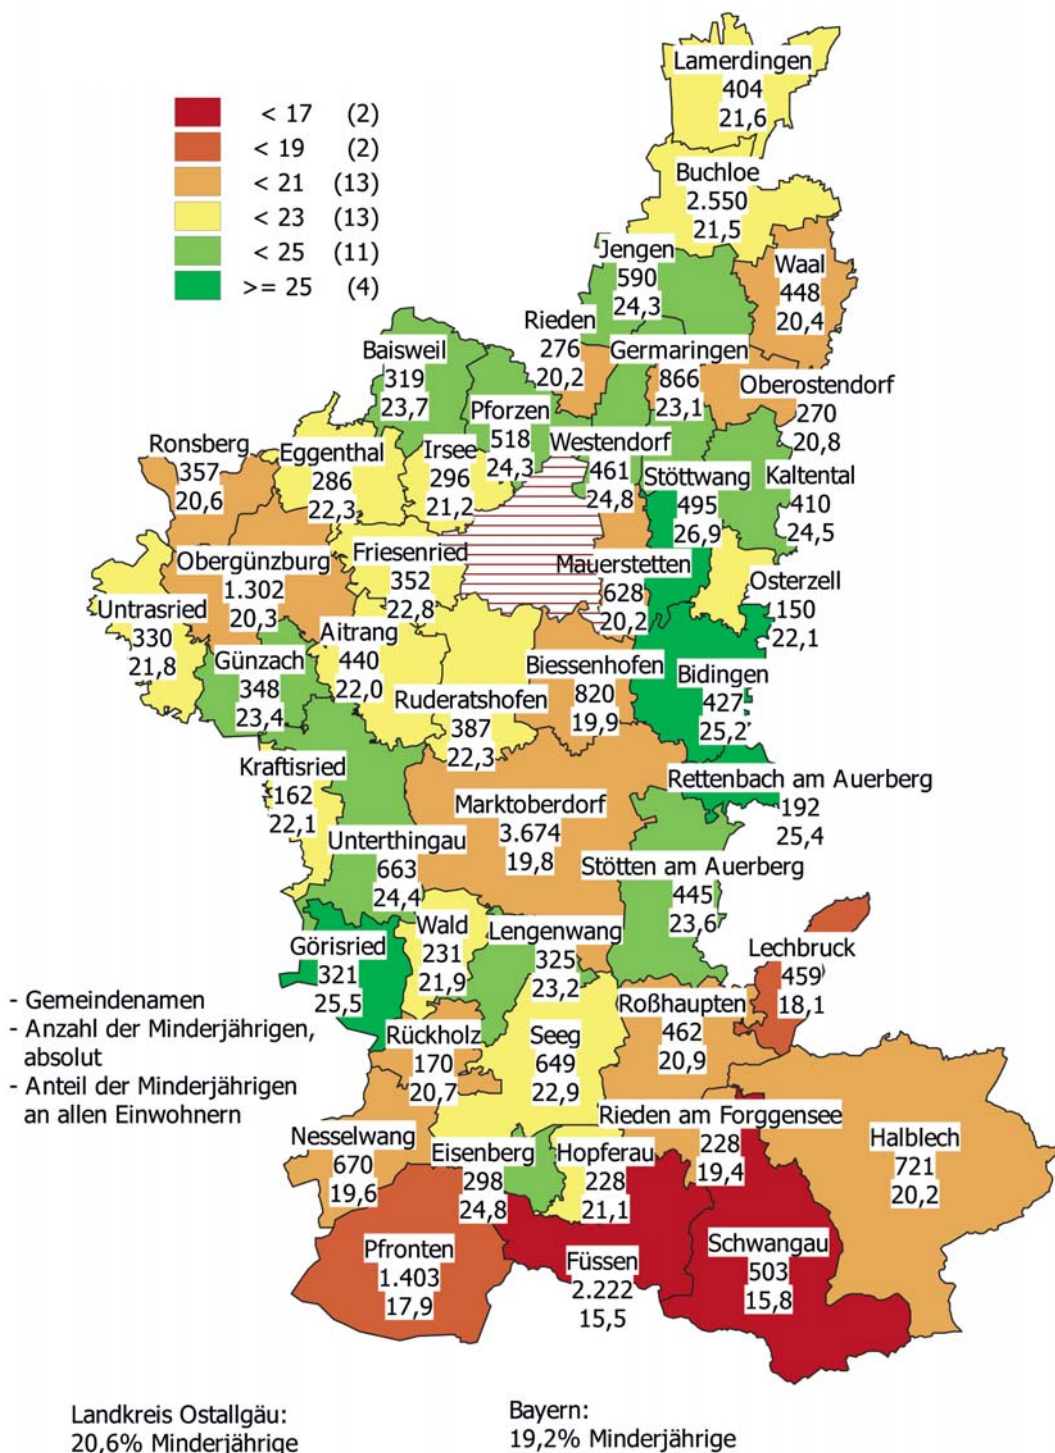 Lamerdingen
404
21,6
< 17 (2)
< 19 (2)
< 21 (13)
< 23 (13)
< 25 (11)
>= 25 (4)
Buchloe
2.550
21,5
Jengen
590
24,3
Waal
448
20,4
Rieden
276
20,2
Germaringen
866
23,1
Baisweil
319
23,7
Oberostendorf
270
20,8
Pforzen
518
24,3
Westendorf
461
24,8
Ronsberg
357
20,6
Eggenthal
286
22,3
Irsee
296
21,2
Stöttwang
495
26,9
Kaltental
410
24,5
Obergünzburg
1.302
20,3
Friesenried
352
22,8
Mauerstetten
628
20,2
Osterzell
150
22,1
Untrasried
330
21,8
Aitrang
440
22,0
Günzach
348
23,4
Biessenhofen
820
19,9
Bidingen
427
25,2
Ruderatshofen
387
22,3
Kraftisried
162
22,1
Rettenbach am Auerberg
192
25,4
Marktoberdorf
3.674
19,8
Unterthingau
663
24,4
Stötten am Auerberg
445
23,6
Wald
231
21,9
Lengenwang
325
23,2
Görisried
321
25,5
Lechbruck
459
18,1
- Gemeindenamen
- Anzahl der Minderjährigen,
absolut
- Anteil der Minderjährigen
an allen Einwohnern
Roßhaupten
462
20,9
Rückholz
170
20,7
Seeg
649
22,9
Rieden am Forggensee
228
19,4
Halblech
721
20,2
Nesselwang
670
19,6
Eisenberg
298
24,8
Hopferau
228
21,1
Pfronten
1.403
17,9
Füssen
2.222
15,5
Schwangau
503
15,8
Landkreis Ostallgäu:
20,6% Minderjährige
Bayern:
19,2% Minderjährige